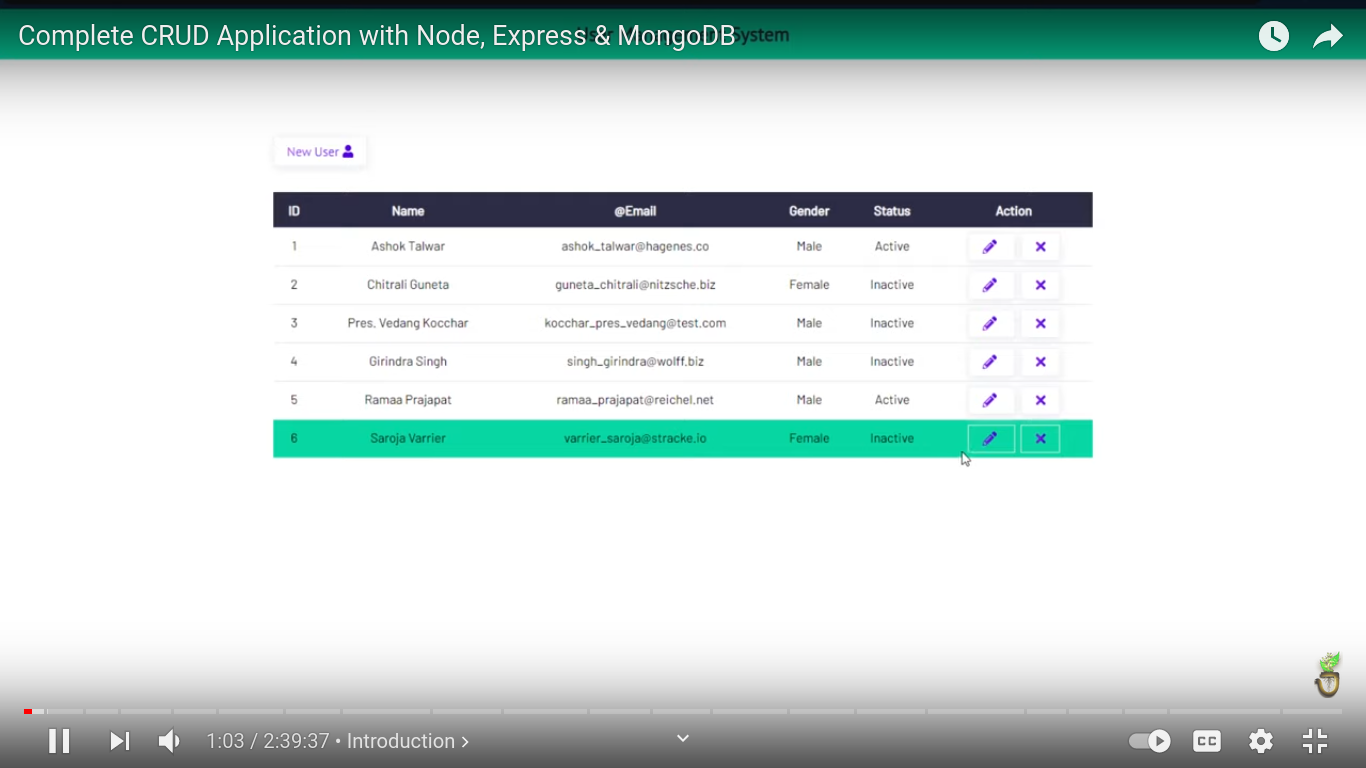 Complete CRUD Application with Node, Express & MongoDB System
New User
ID Name @Email Gender Status Action
1 Ashok Talwar ashok_talwar@hagenes.co Male Active
2 Chitrali Guneta guneta_chitrali@nitzsche.biz Female Inactive
3 Pres. Vedang Kocchar kocchar_pres_vedang@test.com Male Inactive
4 Girindra Singh singh_girindra@wolff.biz Male Inactive
5 Ramaa Prajapat ramaa_prajapat@reichel.net Male Active
6 Saroja Varrier varrier_saroja@stracke.io Female Inactive
1:03 / 2:39:37 • Introduction >
CC